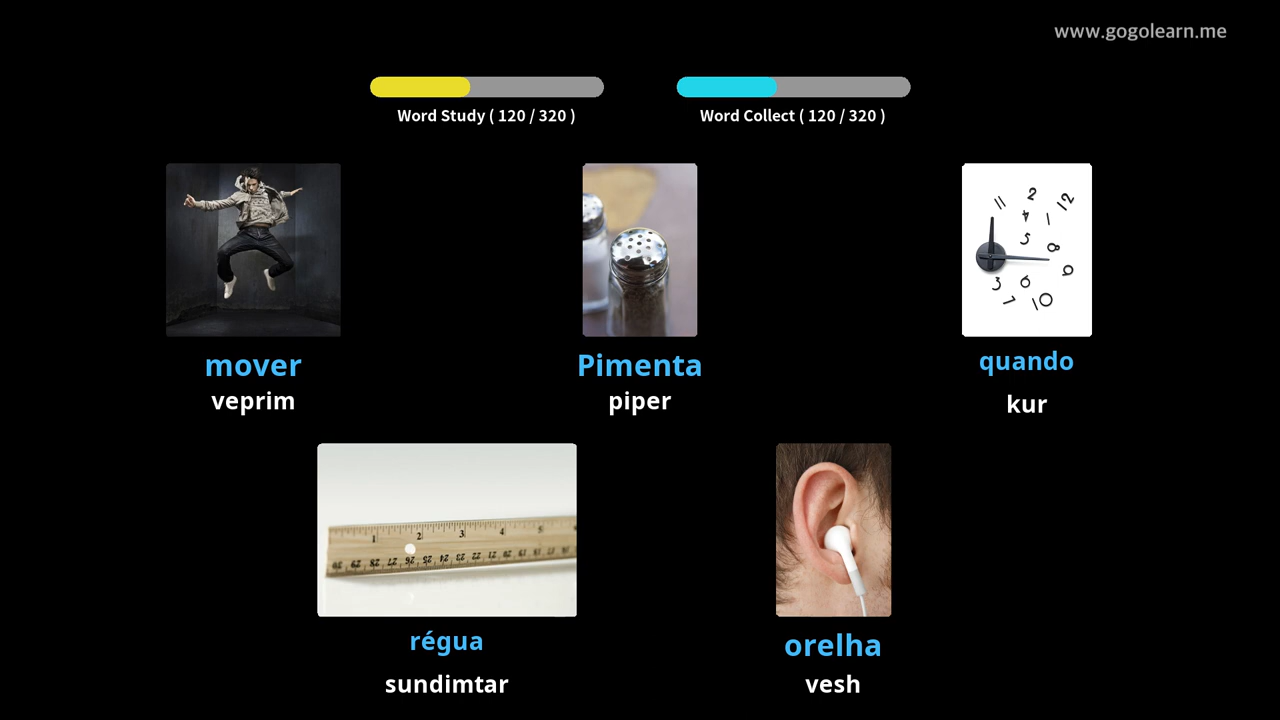 www.gogolearn.me
Word Study ( 120 / 320 )
Word Collect ( 120 / 320 )
mover
veprim
Pimenta
piper
quando
kur
régua
sundimtar
orelha
vesh